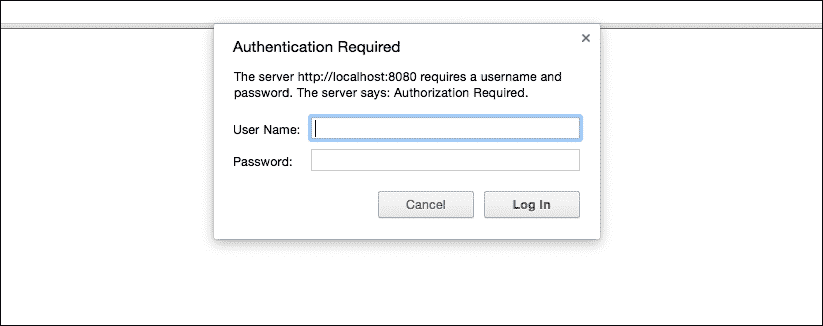 Authentication Required
The server http://localhost:8080 requires a username and
password. The server says: Authorization Required.
User Name:
Password:
Cancel Log In